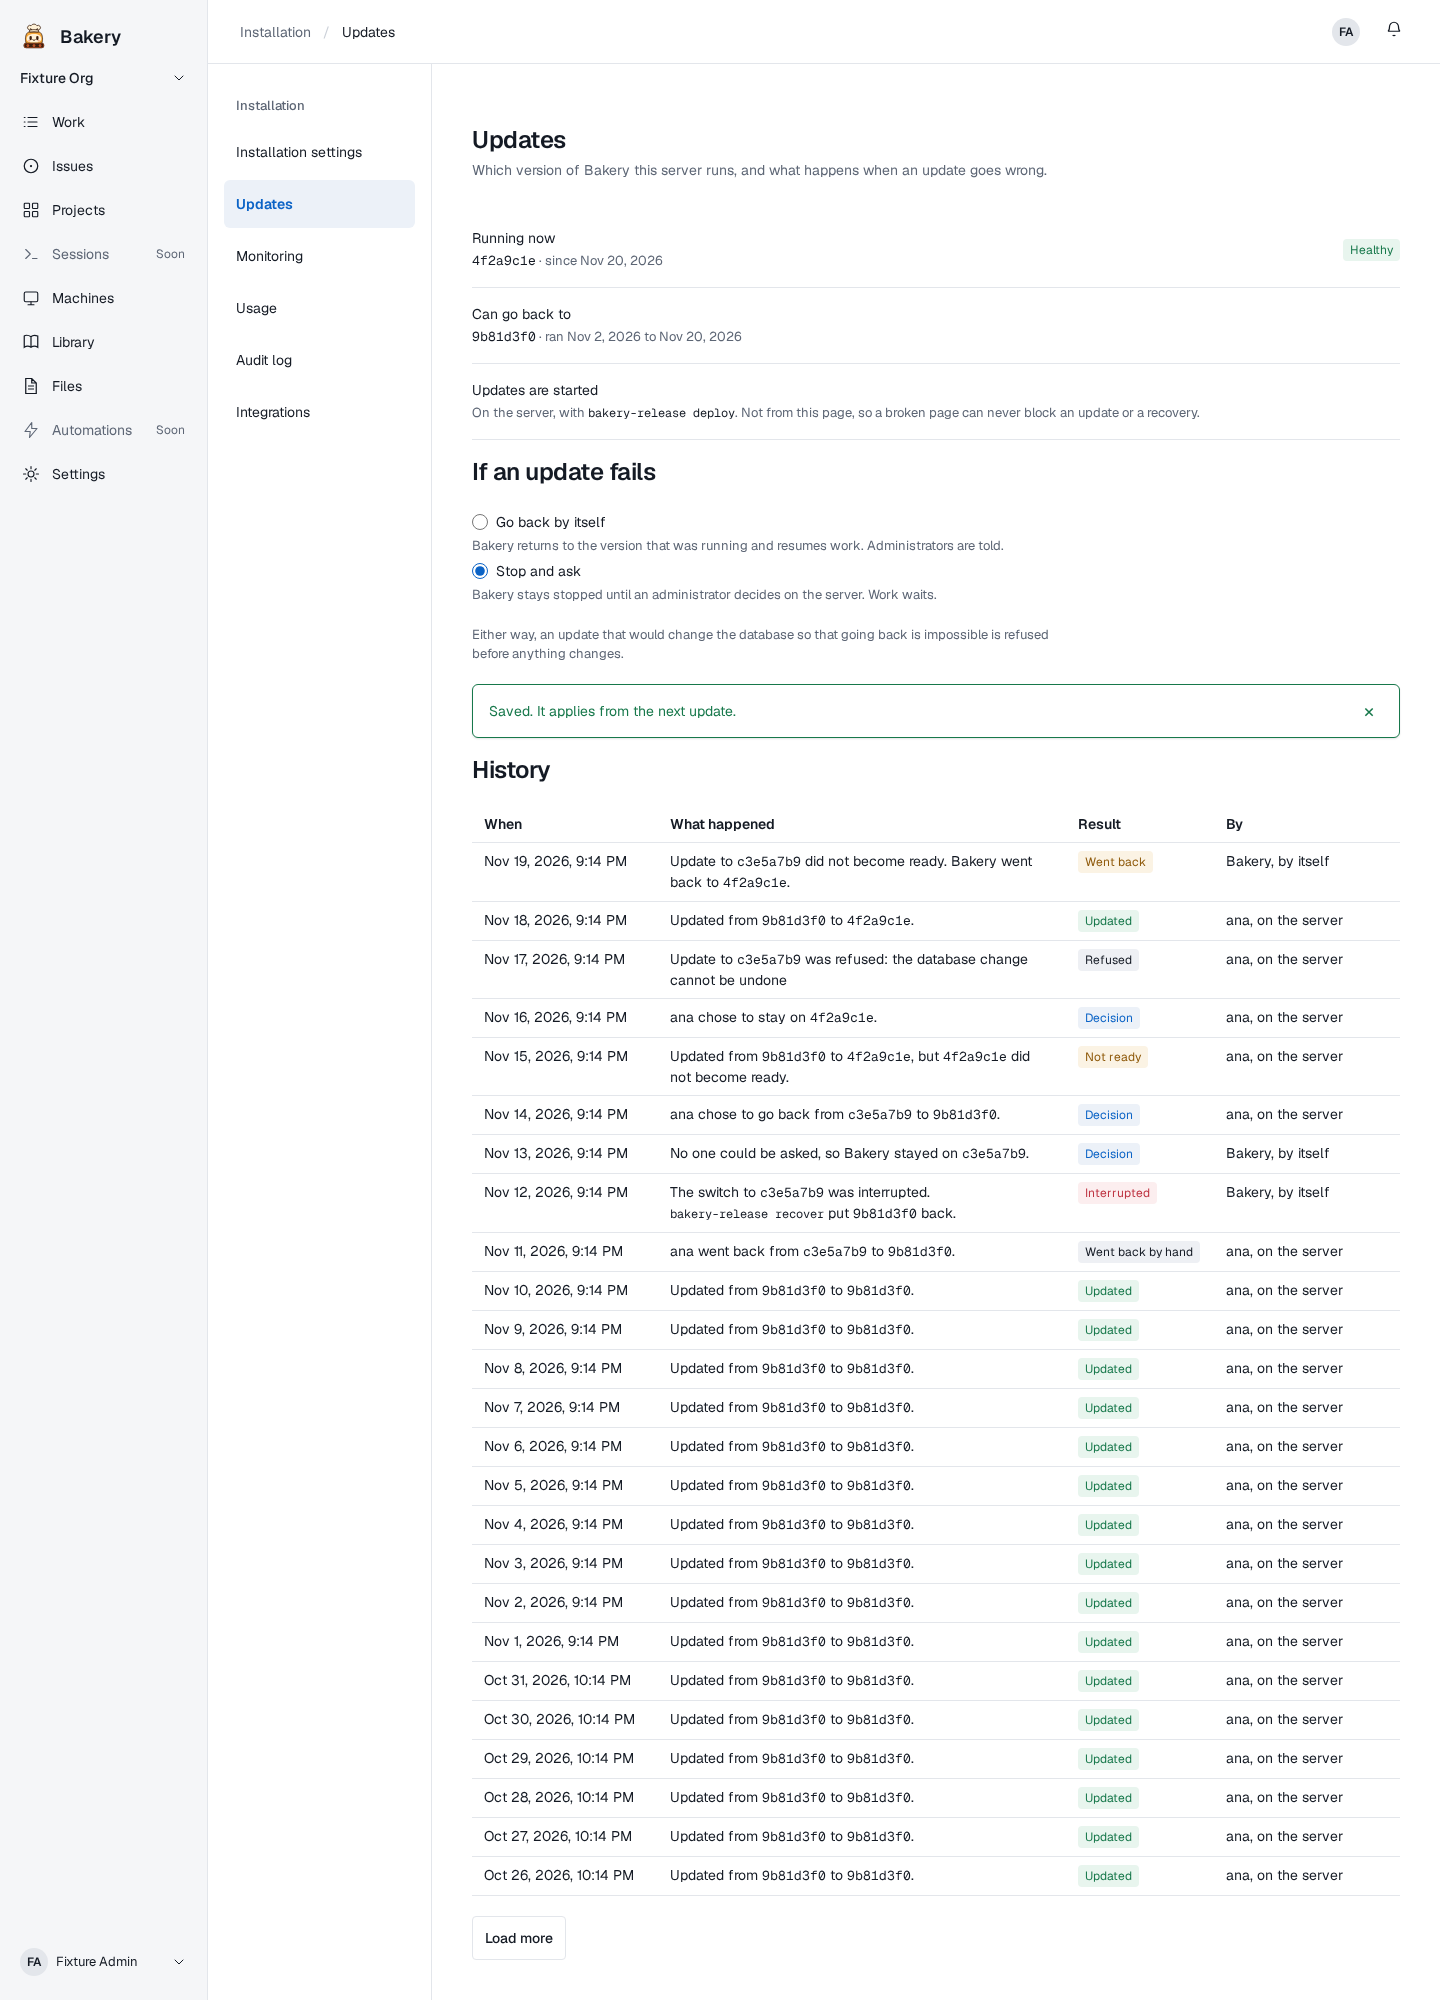 Bakery
Fixture Org
Work
Issues
Projects
Sessions Soon
Machines
Library
Files
Automations Soon
Settings
FA Fixture Admin
Installation / Updates
FA
Installation
Installation settings
Updates
Monitoring
Usage
Audit log
Integrations
Updates
Which version of Bakery this server runs, and what happens when an update goes wrong.
Running now
4f2a9c1e · since Nov 20, 2026
Healthy
Can go back to
9b81d3f0 · ran Nov 2, 2026 to Nov 20, 2026
Updates are started
On the server, with bakery-release deploy. Not from this page, so a broken page can never block an update or a recovery.
If an update fails
Go back by itself
Bakery returns to the version that was running and resumes work. Administrators are told.
Stop and ask
Bakery stays stopped until an administrator decides on the server. Work waits.
Either way, an update that would change the database so that going back is impossible is refused
before anything changes.
Saved. It applies from the next update. ×
History
When What happened Result By
Nov 19, 2026, 9:14 PM Update to c3e5a7b9 did not become ready. Bakery went Went back Bakery, by itself
back to 4f2a9c1e.
Nov 18, 2026, 9:14 PM Updated from 9b81d3f0 to 4f2a9c1e. Updated ana, on the server
Nov 17, 2026, 9:14 PM Update to c3e5a7b9 was refused: the database change Refused ana, on the server
cannot be undone
Nov 16, 2026, 9:14 PM ana chose to stay on 4f2a9c1e. Decision ana, on the server
Nov 15, 2026, 9:14 PM Updated from 9b81d3f0 to 4f2a9c1e, but 4f2a9c1e did Not ready ana, on the server
not become ready.
Nov 14, 2026, 9:14 PM ana chose to go back from c3e5a7b9 to 9b81d3f0. Decision ana, on the server
Nov 13, 2026, 9:14 PM No one could be asked, so Bakery stayed on c3e5a7b9. Decision Bakery, by itself
Nov 12, 2026, 9:14 PM The switch to c3e5a7b9 was interrupted. Interrupted Bakery, by itself
bakery-release recover put 9b81d3f0 back.
Nov 11, 2026, 9:14 PM ana went back from c3e5a7b9 to 9b81d3f0. Went back by hand ana, on the server
Nov 10, 2026, 9:14 PM Updated from 9b81d3f0 to 9b81d3f0. Updated ana, on the server
Nov 9, 2026, 9:14 PM Updated from 9b81d3f0 to 9b81d3f0. Updated ana, on the server
Nov 8, 2026, 9:14 PM Updated from 9b81d3f0 to 9b81d3f0. Updated ana, on the server
Nov 7, 2026, 9:14 PM Updated from 9b81d3f0 to 9b81d3f0. Updated ana, on the server
Nov 6, 2026, 9:14 PM Updated from 9b81d3f0 to 9b81d3f0. Updated ana, on the server
Nov 5, 2026, 9:14 PM Updated from 9b81d3f0 to 9b81d3f0. Updated ana, on the server
Nov 4, 2026, 9:14 PM Updated from 9b81d3f0 to 9b81d3f0. Updated ana, on the server
Nov 3, 2026, 9:14 PM Updated from 9b81d3f0 to 9b81d3f0. Updated ana, on the server
Nov 2, 2026, 9:14 PM Updated from 9b81d3f0 to 9b81d3f0. Updated ana, on the server
Nov 1, 2026, 9:14 PM Updated from 9b81d3f0 to 9b81d3f0. Updated ana, on the server
Oct 31, 2026, 10:14 PM Updated from 9b81d3f0 to 9b81d3f0. Updated ana, on the server
Oct 30, 2026, 10:14 PM Updated from 9b81d3f0 to 9b81d3f0. Updated ana, on the server
Oct 29, 2026, 10:14 PM Updated from 9b81d3f0 to 9b81d3f0. Updated ana, on the server
Oct 28, 2026, 10:14 PM Updated from 9b81d3f0 to 9b81d3f0. Updated ana, on the server
Oct 27, 2026, 10:14 PM Updated from 9b81d3f0 to 9b81d3f0. Updated ana, on the server
Oct 26, 2026, 10:14 PM Updated from 9b81d3f0 to 9b81d3f0. Updated ana, on the server
Load more